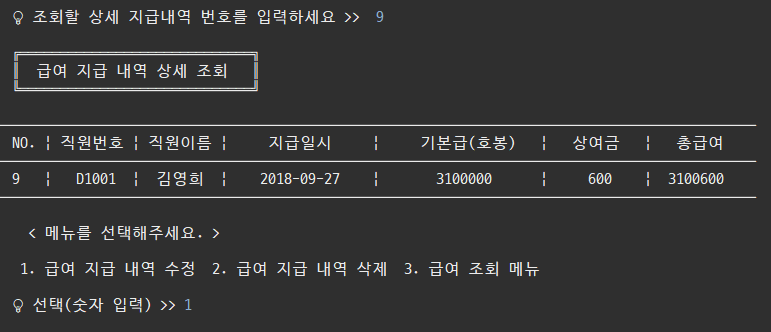 조회할 상세 지급내역 번호를 입력하세요 >> 9
급여 지급 내역 상세 조회
NO. ¦ 직원번호 ¦ 직원이름 ¦ 지급일시 ¦ 기본급(호봉) ¦ 상여금 ¦ 총급여
9 ¦ D1001 ¦ 김영희 ¦ 2018-09-27 ¦ 3100000 ¦ 600 ¦ 3100600
< 메뉴를 선택해주세요. >
1. 급여 지급 내역 수정 2. 급여 지급 내역 삭제 3. 급여 조회 메뉴
선택(숫자 입력) >> 1